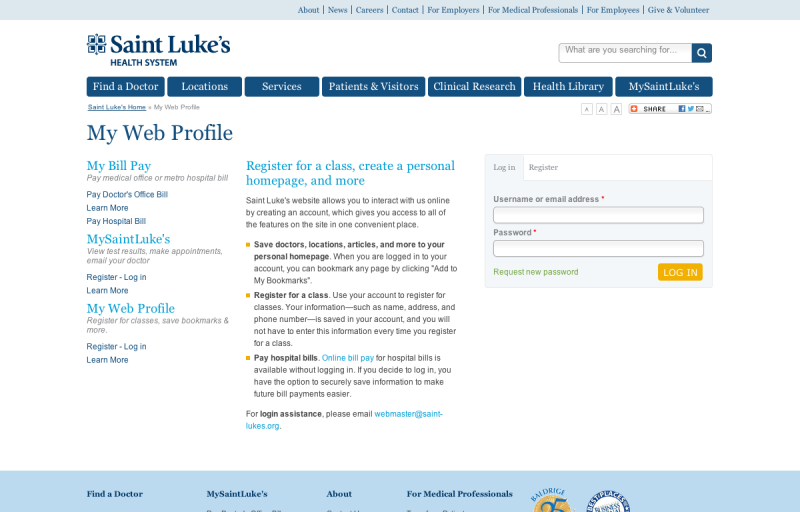 About | News | Careers | Contact | For Employers | For Medical Professionals | For Employees | Give & Volunteer
Saint Luke's
HEALTH SYSTEM
What are you searching for...
Find a Doctor
Locations
Services
Patients & Visitors
Clinical Research
Health Library
MySaintLuke's
Saint Luke's Home » My Web Profile
A A A
SHARE
My Web Profile
My Bill Pay
Pay medical office or metro hospital bill
Pay Doctor's Office Bill
Learn More
Pay Hospital Bill
MySaintLuke's
View test results, make appointments,
email your doctor
Register - Log in
Learn More
My Web Profile
Register for classes, save bookmarks &
more.
Register - Log in
Learn More
Register for a class, create a personal
homepage, and more
Saint Luke's website allows you to interact with us online
by creating an account, which gives you access to all of
the features on the site in one convenient place.
Save doctors, locations, articles, and more to your
personal homepage. When you are logged in to your
account, you can bookmark any page by clicking "Add to
My Bookmarks".
Register for a class. Use your account to register for
classes. Your information—such as name, address, and
phone number—is saved in your account, and you will
not have to enter this information every time you register
for a class.
Pay hospital bills. Online bill pay for hospital bills is
available without logging in. If you decide to log in, you
have the option to securely save information to make
future bill payments easier.
For login assistance, please email webmaster@saint-
lukes.org.
Log in
Register
Username or email address *
Password *
Request new password
LOG IN
Find a Doctor
MySaintLuke's
About
For Medical Professionals
BALDRIGE
25
BEST PLACES